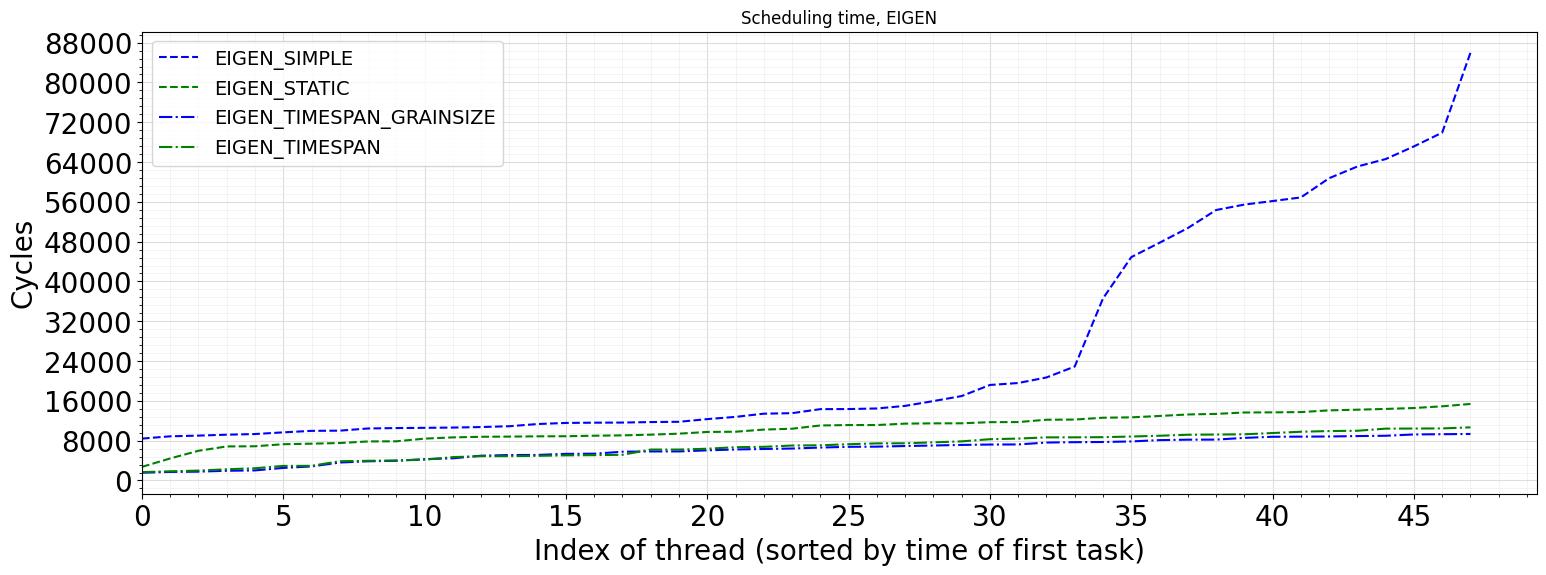 Scheduling time, EIGEN
88000
80000
72000
64000
56000
48000
40000
32000
24000
16000
8000
0
Cycles
EIGEN_SIMPLE
EIGEN_STATIC
EIGEN_TIMESPAN_GRAINSIZE
EIGEN_TIMESPAN
0 5 10 15 20 25 30 35 40 45
Index of thread (sorted by time of first task)